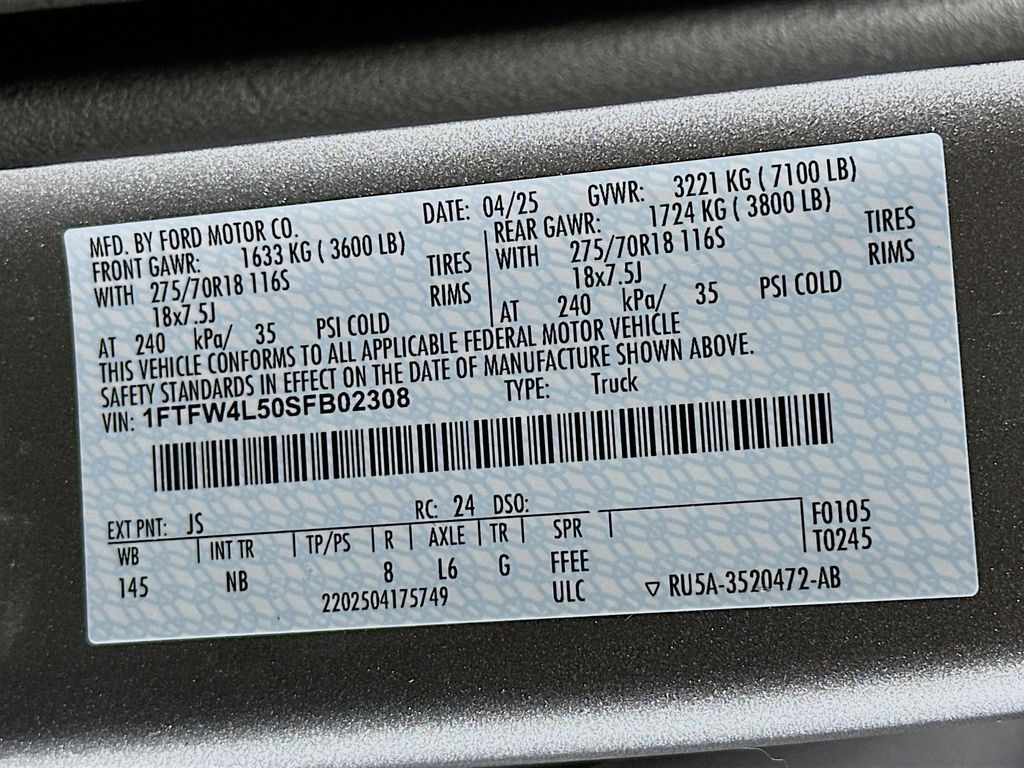 MFD. BY FORD MOTOR CO. DATE: 04/25 GVWR: 3221 KG ( 7100 LB)
FRONT GAWR: 1633 KG ( 3600 LB) REAR GAWR: 1724 KG ( 3800 LB)
WITH 275/70R18 116S TIRES WITH 275/70R18 116S TIRES
18x7.5J RIMS 18x7.5J RIMS
AT 240 kPa/ 35 PSI COLD AT 240 kPa/ 35 PSI COLD
THIS VEHICLE CONFORMS TO ALL APPLICABLE FEDERAL MOTOR VEHICLE
SAFETY STANDARDS IN EFFECT ON THE DATE OF MANUFACTURE SHOWN ABOVE.
VIN: 1FTFW4L50SFB02308 TYPE: Truck
EXT PNT: JS RC: 24 DSO:
WB INT TR TP/PS R AXLE TR SPR F0105
145 NB 8 L6 G FFEE T0245
2202504175749 ULC ▽ RU5A-3520472-AB